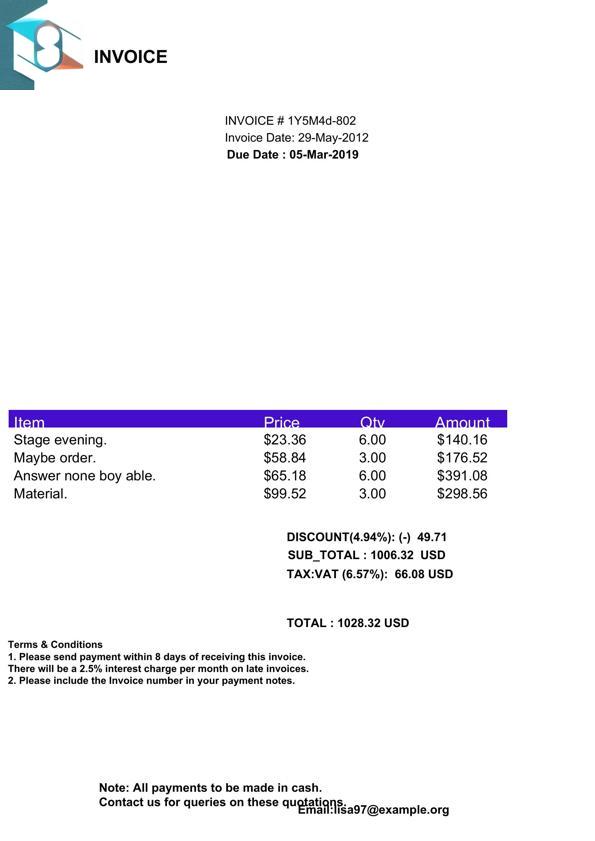 INVOICE
INVOICE # 1Y5M4d-802
Invoice Date: 29-May-2012
Due Date : 05-Mar-2019
Item Price Qty Amount
Stage evening. $23.36 6.00 $140.16
Maybe order. $58.84 3.00 $176.52
Answer none boy able. $65.18 6.00 $391.08
Material. $99.52 3.00 $298.56
DISCOUNT(4.94%): (-) 49.71
SUB_TOTAL : 1006.32 USD
TAX:VAT (6.57%): 66.08 USD
TOTAL : 1028.32 USD
Terms & Conditions
1. Please send payment within 8 days of receiving this invoice.
There will be a 2.5% interest charge per month on late invoices.
2. Please include the Invoice number in your payment notes.
Note: All payments to be made in cash.
Contact us for queries on these quotations.
Email:lisa97@example.org